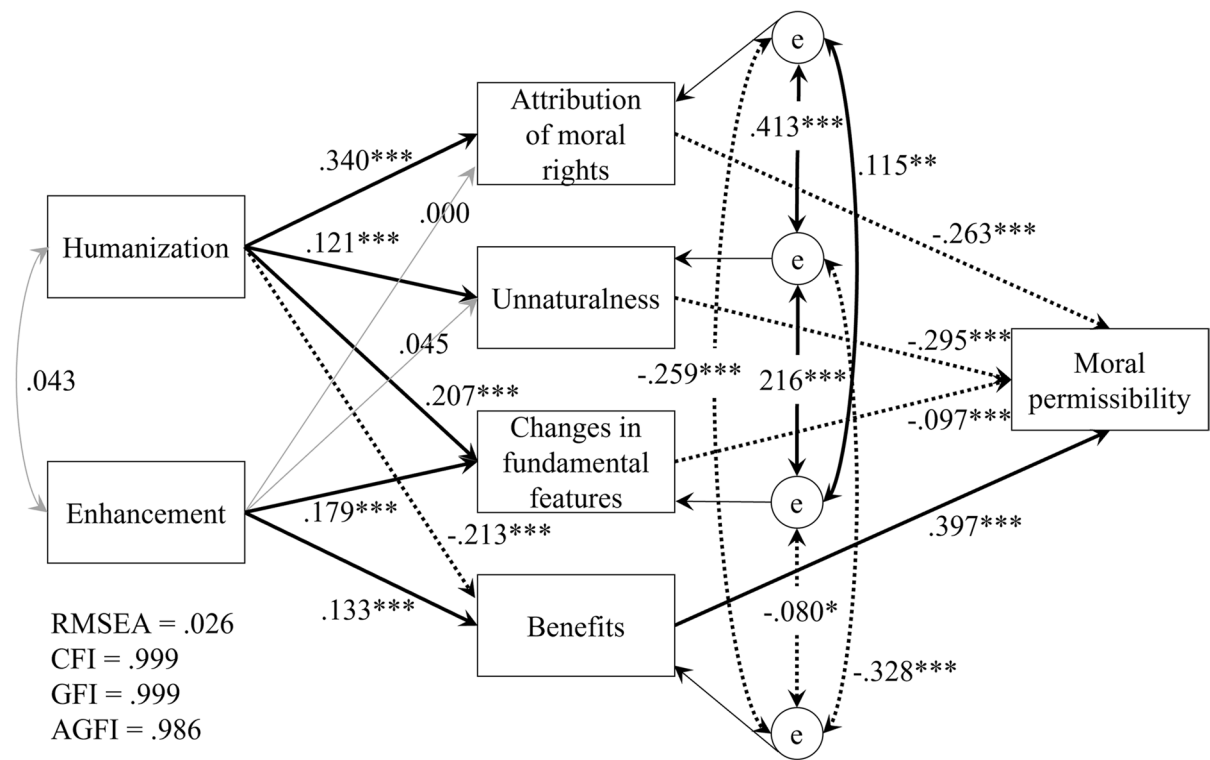 e
Attribution
of moral
rights
.413***
.340***
.115**
.000
-.263***
Humanization
.121***
e
Unnaturalness
.045
-.295***
Moral
permissibility
.043
-.259***
216***
.207***
-.097***
Changes in
fundamental
features
Enhancement
.179***
e
-.213***
.397***
.133***
Benefits
-.080*
-.328***
e
RMSEA = .026
CFI = .999
GFI = .999
AGFI = .986